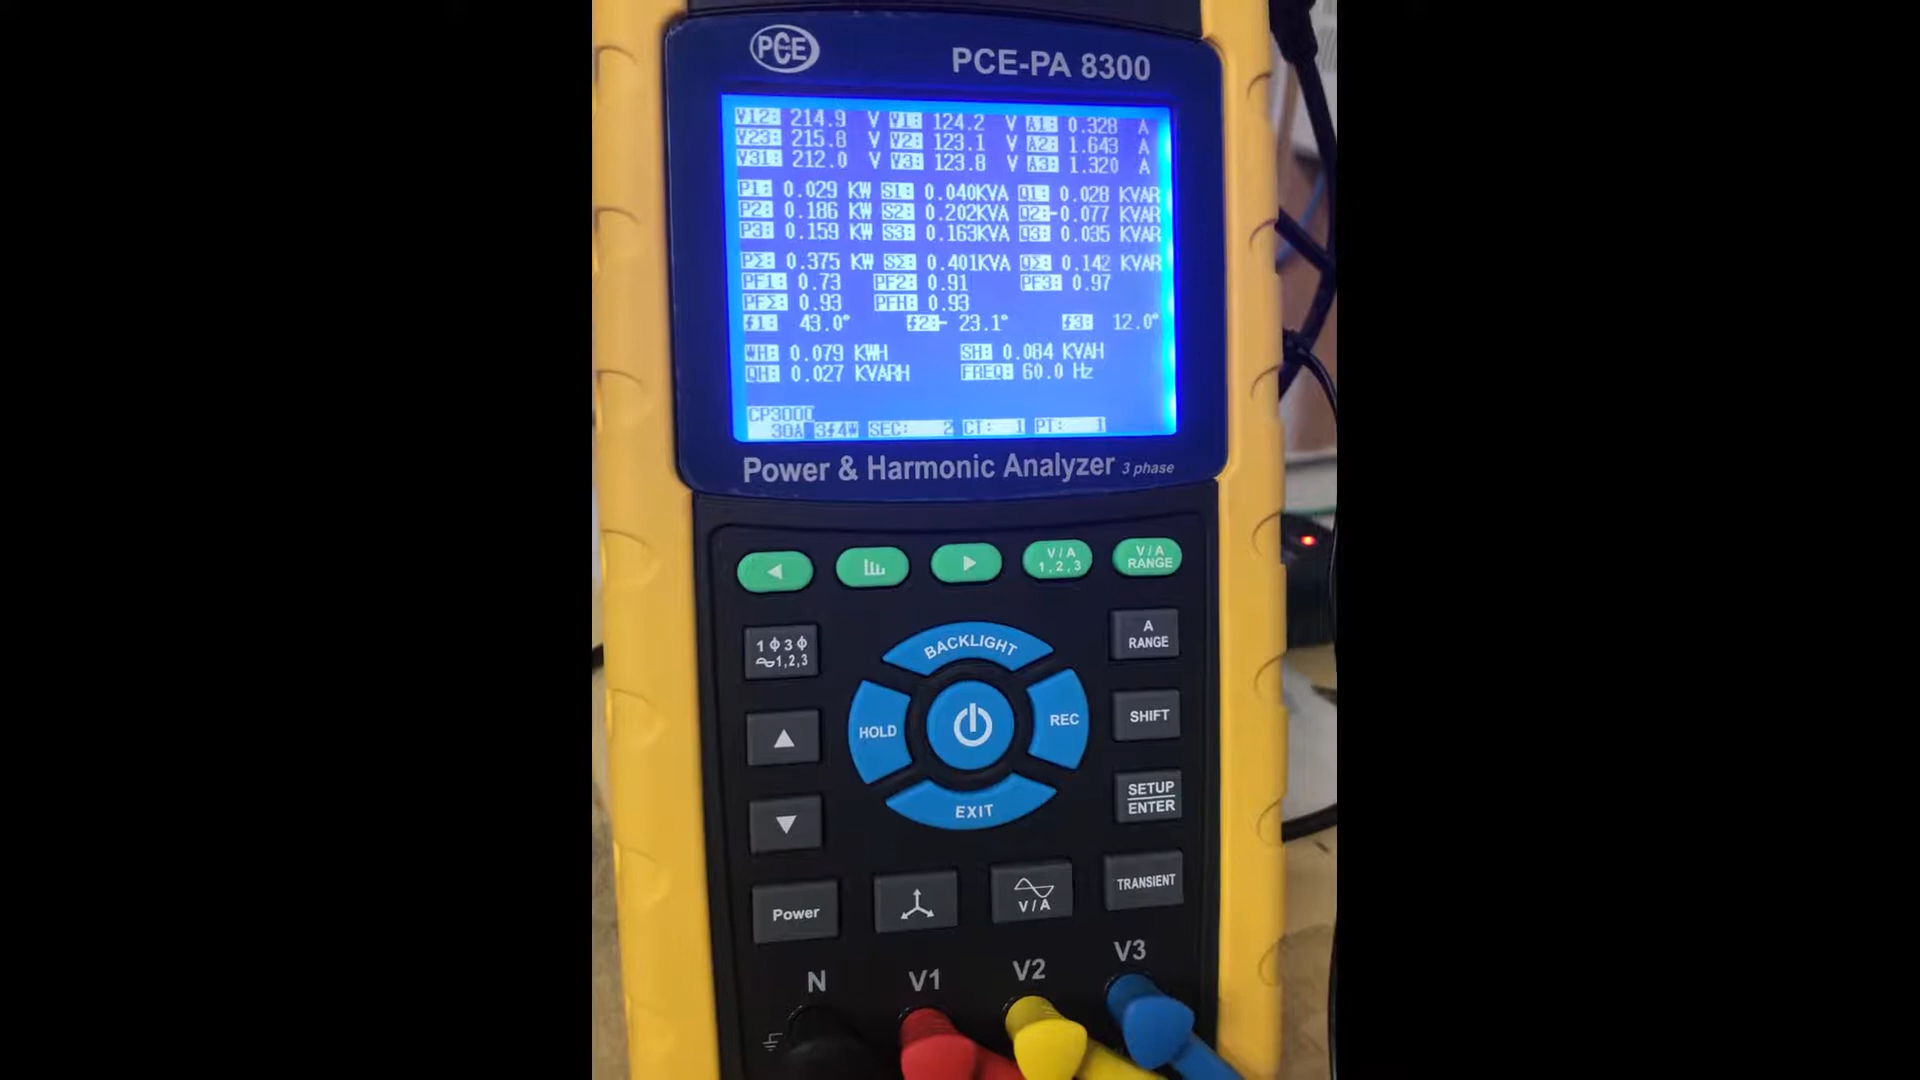 PCE PCE-PA 8300
V12: 214.9 V V1: 124.2 V A1: 0.328 A
V23: 215.8 V V2: 123.1 V A2: 1.643 A
V31: 212.0 V V3: 123.8 V A3: 1.320 A
P1: 0.029 KW S1: 0.040KVA Q1: 0.028 KVAR
P2: 0.186 KW S2: 0.202KVA Q2:-0.077 KVAR
P3: 0.159 KW S3: 0.163KVA Q3: 0.035 KVAR
PΣ: 0.375 KW SΣ: 0.401KVA QΣ: 0.142 KVAR
PF1: 0.73 PF2: 0.91 PF3: 0.97
PFΣ: 0.93 PFH: 0.93
ϕ1: 43.0° ϕ2:- 23.1° ϕ3: 12.0°
WH: 0.079 KWH SH: 0.084 KVAH
QH: 0.027 KVARH FREQ: 60.0 Hz
CP3000
30A 3ϕ4W SEC: 2 CT: 1 PT: 1
Power & Harmonic Analyzer 3 phase
V/A
1,2,3
V/A
RANGE
1ϕ3ϕ
1,2,3
BACKLIGHT
A
RANGE
HOLD
REC
SHIFT
EXIT
SETUP
ENTER
Power
V/A
TRANSIENT
N V1 V2 V3